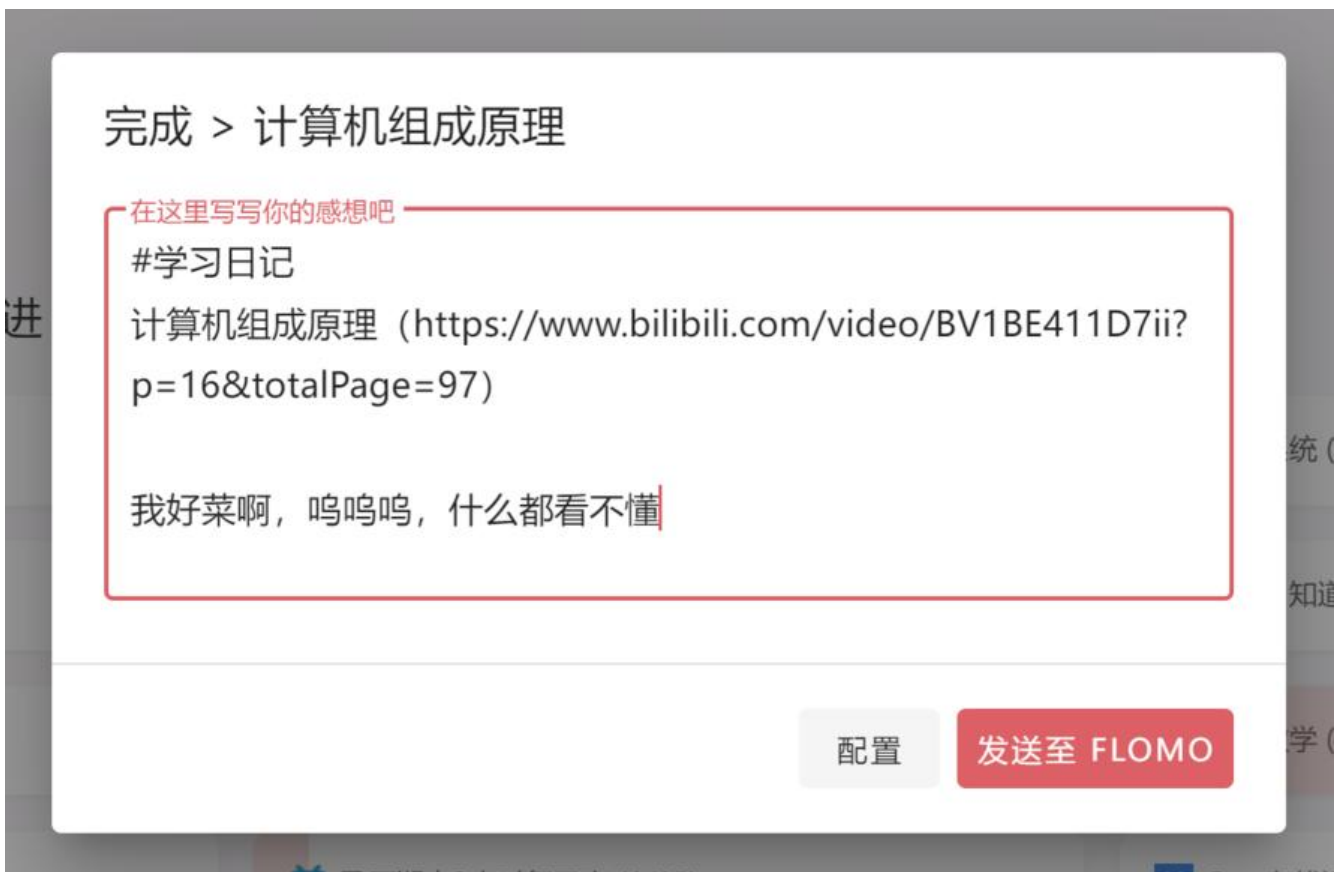 完成 > 计算机组成原理
在这里写写你的感想吧
#学习日记
计算机组成原理（https://www.bilibili.com/video/BV1BE411D7ii?
p=16&totalPage=97）
我好菜啊，呜呜呜，什么都看不懂
进
统 (
知道
学 (
配置
发送至 FLOMO